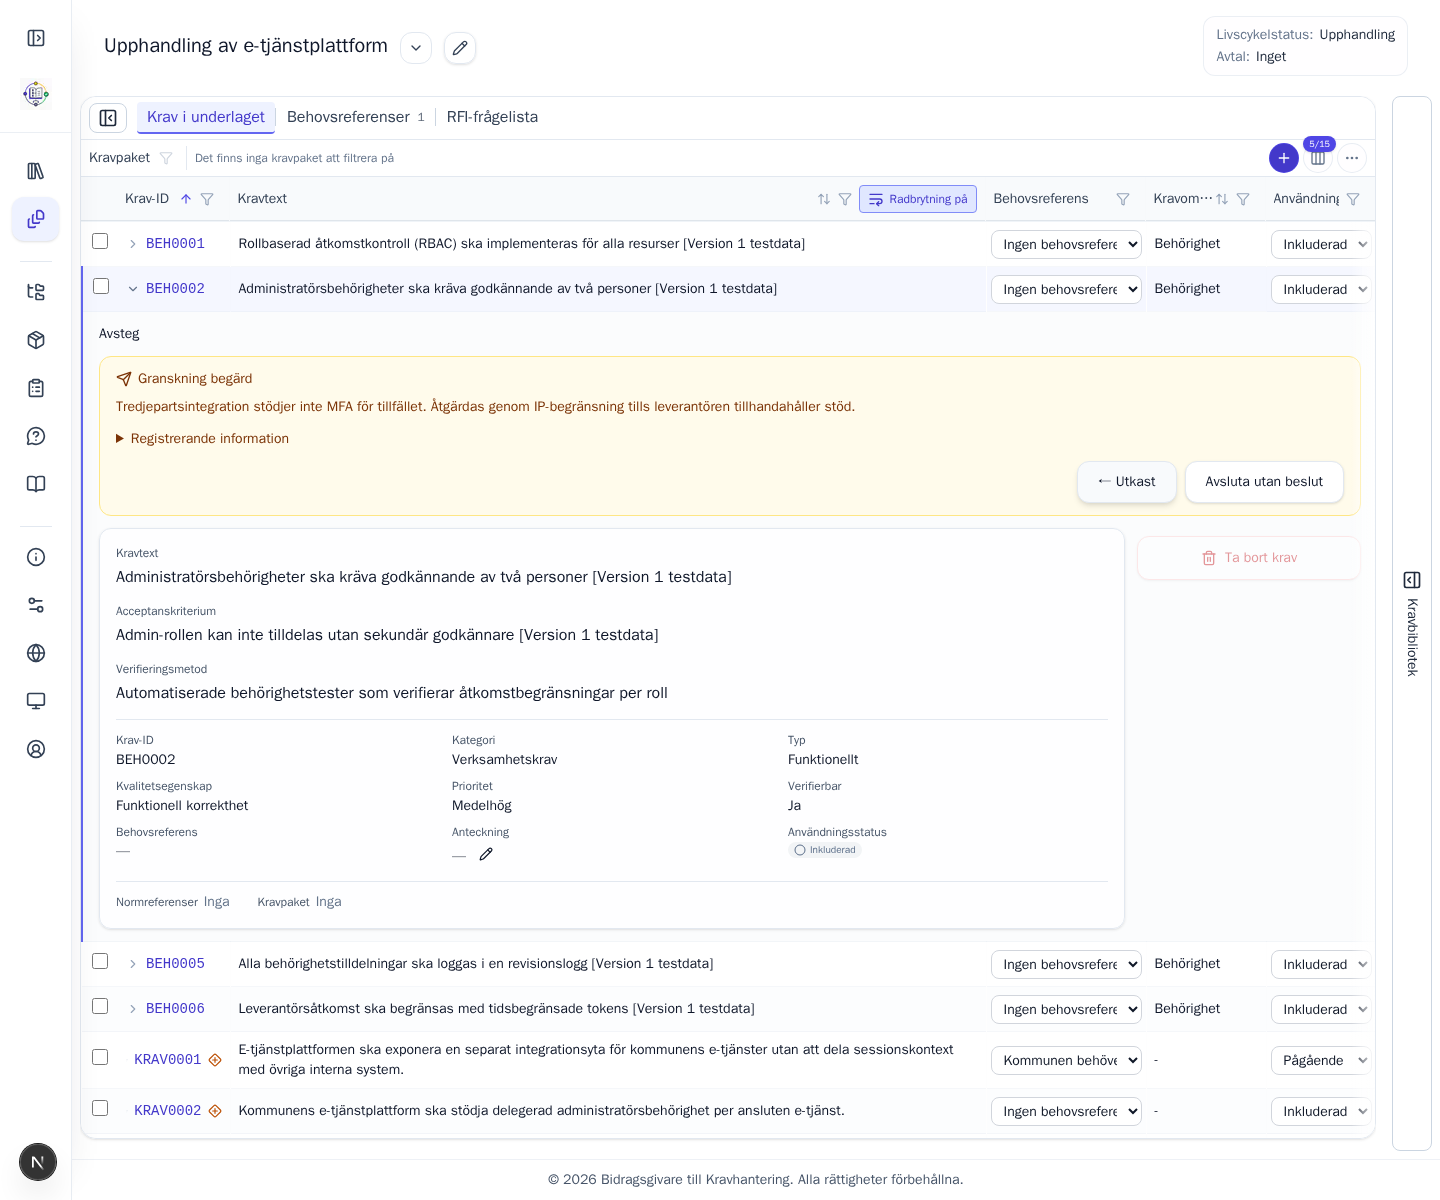 Upphandling av e-tjänstplattform
Livscykelstatus: Upphandling
Avtal: Inget
Krav i underlaget
Behovsreferenser 1
RFI-frågelista
Kravpaket
Det finns inga kravpaket att filtrera på
5/15
Krav-ID
Kravtext
Radbrytning på
Behovsreferens
Kravom...
Användning
BEH0001
Rollbaserad åtkomstkontroll (RBAC) ska implementeras för alla resurser [Version 1 testdata]
Ingen behovsrefere
Behörighet
Inkluderad
BEH0002
Administratörsbehörigheter ska kräva godkännande av två personer [Version 1 testdata]
Ingen behovsrefere
Behörighet
Inkluderad
Avsteg
Granskning begärd
Tredjepartsintegration stödjer inte MFA för tillfället. Åtgärdas genom IP-begränsning tills leverantören tillhandahåller stöd.
Registrerande information
← Utkast
Avsluta utan beslut
Kravtext
Administratörsbehörigheter ska kräva godkännande av två personer [Version 1 testdata]
Ta bort krav
Acceptanskriterium
Admin-rollen kan inte tilldelas utan sekundär godkännare [Version 1 testdata]
Verifieringsmetod
Automatiserade behörighetstester som verifierar åtkomstbegränsningar per roll
Krav-ID
BEH0002
Kategori
Verksamhetskrav
Typ
Funktionellt
Kvalitetsegenskap
Funktionell korrekthet
Prioritet
Medelhög
Verifierbar
Ja
Behovsreferens
—
Anteckning
—
Användningsstatus
Inkluderad
Normreferenser Inga
Kravpaket Inga
BEH0005
Alla behörighetstilldelningar ska loggas i en revisionslogg [Version 1 testdata]
Ingen behovsrefere
Behörighet
Inkluderad
BEH0006
Leverantörsåtkomst ska begränsas med tidsbegränsade tokens [Version 1 testdata]
Ingen behovsrefere
Behörighet
Inkluderad
KRAV0001
E-tjänstplattformen ska exponera en separat integrationsyta för kommunens e-tjänster utan att dela sessionskontext
med övriga interna system.
Kommunen behöve
-
Pågående
KRAV0002
Kommunens e-tjänstplattform ska stödja delegerad administratörsbehörighet per ansluten e-tjänst.
Ingen behovsrefere
-
Inkluderad
Kravbibliotek
N
© 2026 Bidragsgivare till Kravhantering. Alla rättigheter förbehållna.